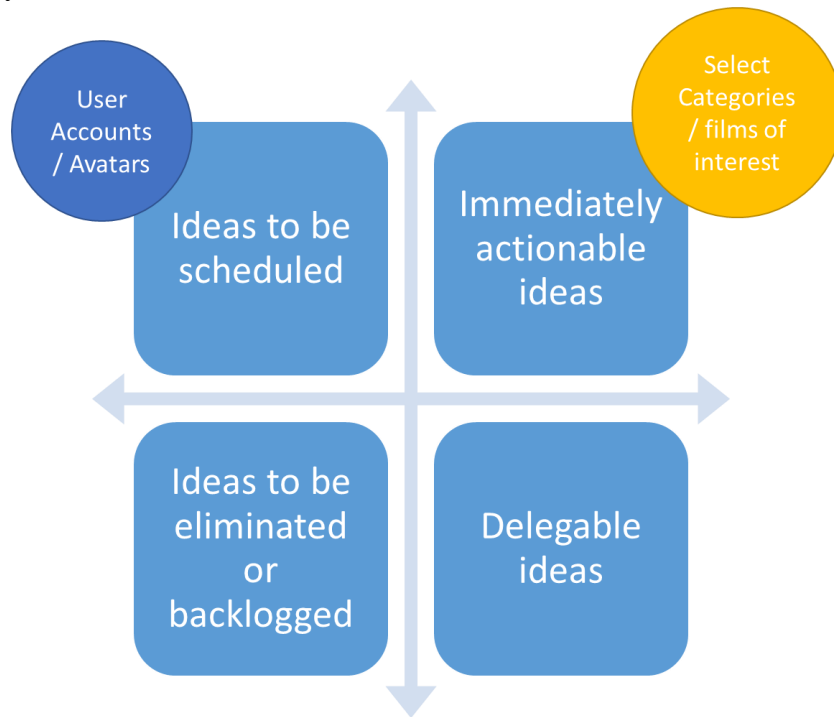 User
Accounts
/ Avatars
Select
Categories
/ films of
interest
Ideas to be
scheduled
Immediately
actionable
ideas
Ideas to be
eliminated
or
backlogged
Delegable
ideas